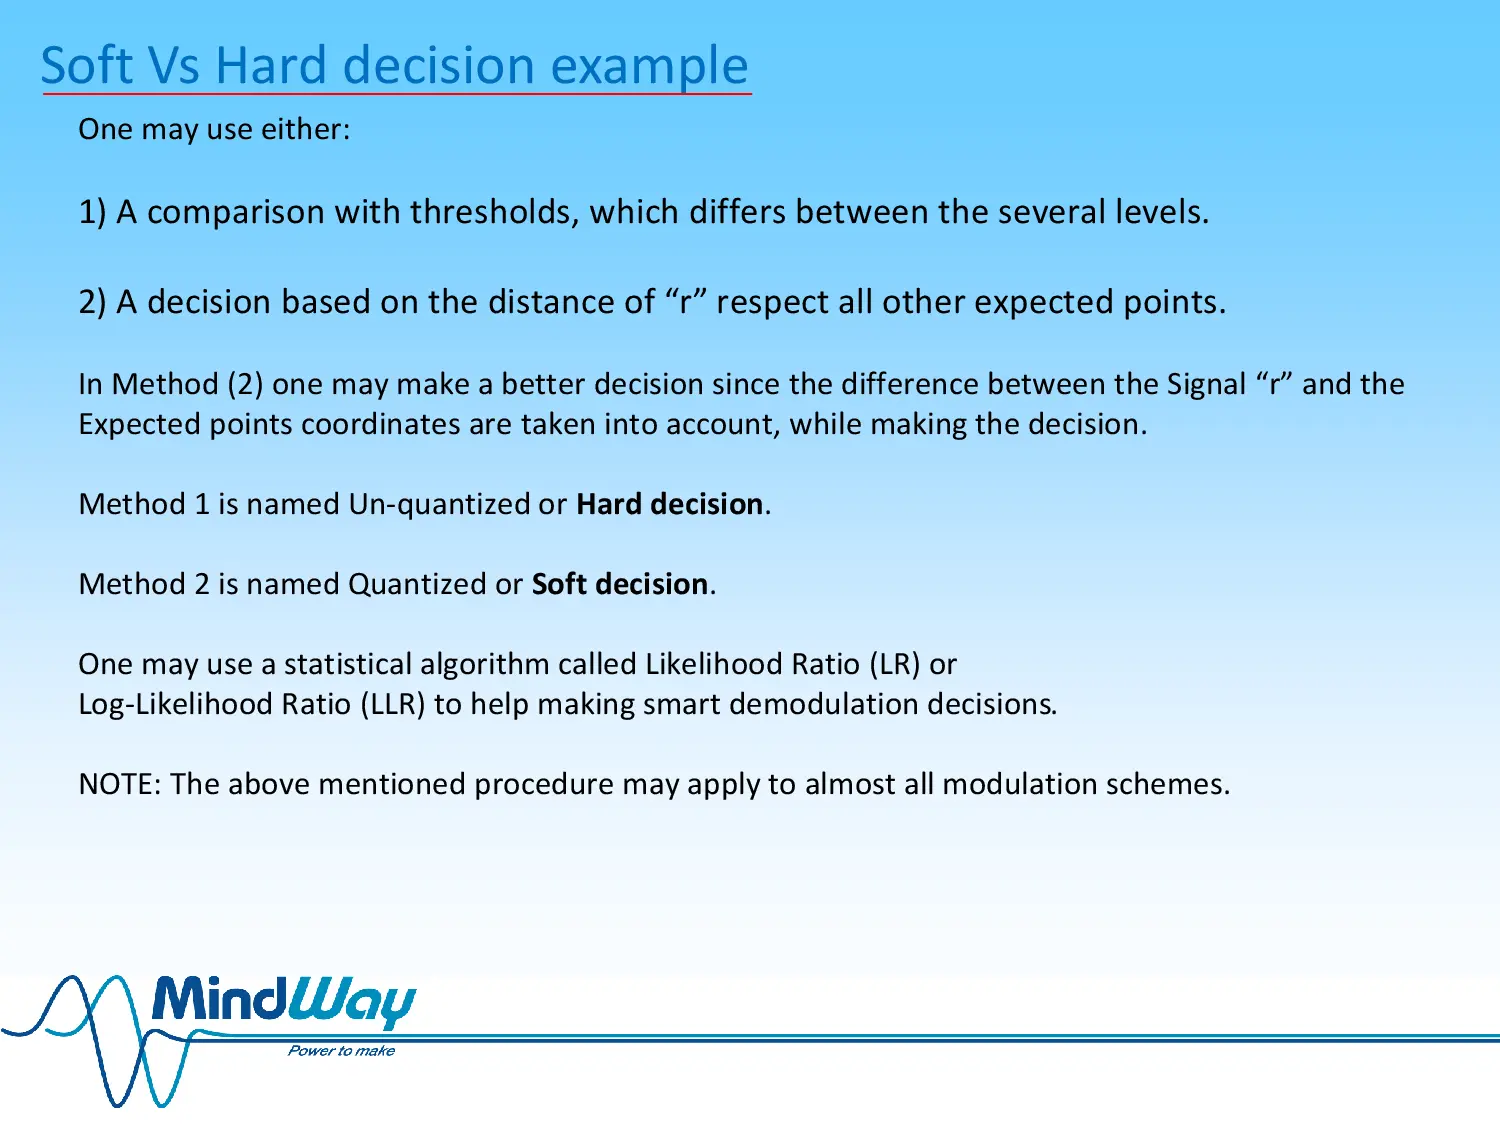 Soft Vs Hard decision example
One may use either:
1) A comparison with thresholds, which differs between the several levels.
2) A decision based on the distance of “r” respect all other expected points.
In Method (2) one may make a better decision since the difference between the Signal “r” and the
Expected points coordinates are taken into account, while making the decision.
Method 1 is named Un-quantized or Hard decision.
Method 2 is named Quantized or Soft decision.
One may use a statistical algorithm called Likelihood Ratio (LR) or
Log-Likelihood Ratio (LLR) to help making smart demodulation decisions.
NOTE: The above mentioned procedure may apply to almost all modulation schemes.
MindWay
Power to make